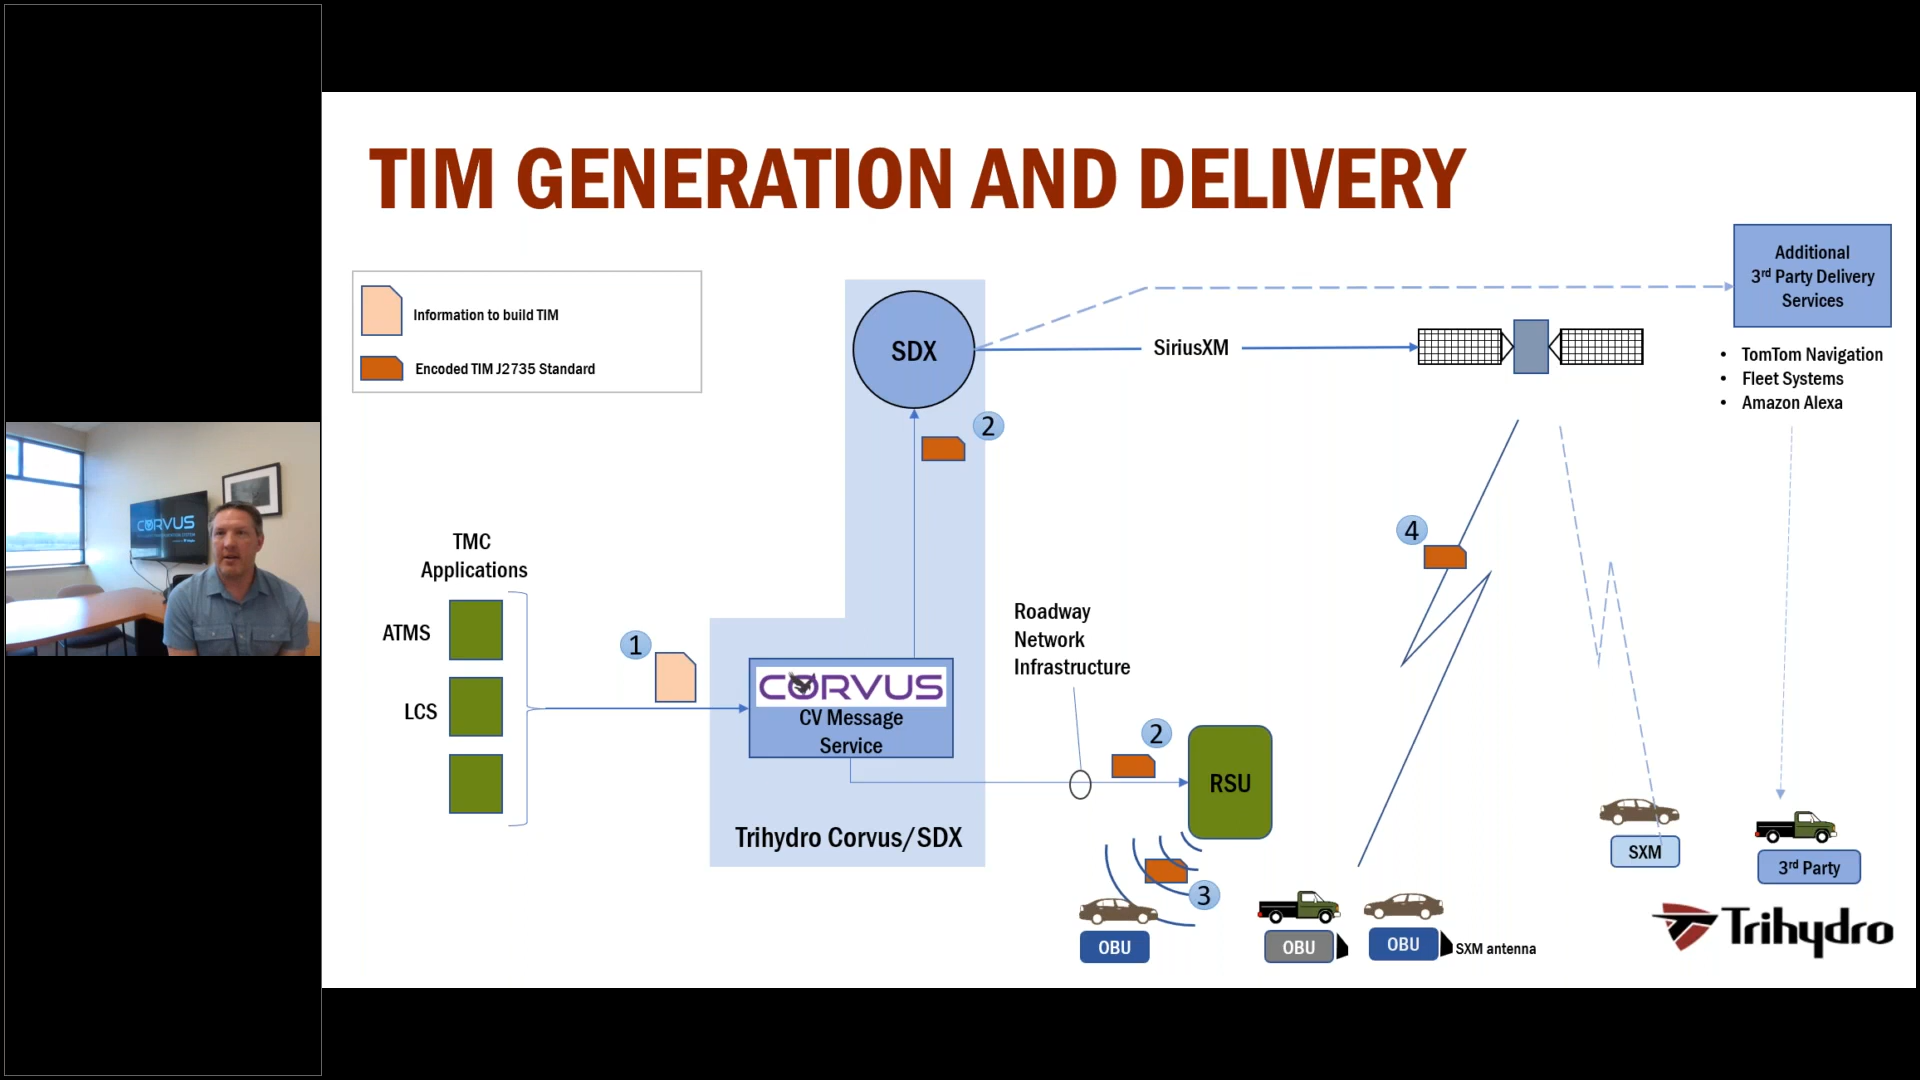 TIM GENERATION AND DELIVERY
Information to build TIM
Encoded TIM J2735 Standard
SDX
SiriusXM
Additional
3rd Party Delivery
Services
• TomTom Navigation
• Fleet Systems
• Amazon Alexa
2
4
TMC
Applications
ATMS
LCS
1
CORVUS
CV Message
Service
Trihydro Corvus/SDX
Roadway
Network
Infrastructure
2
RSU
3
OBU
OBU
OBU
SXM antenna
SXM
3rd Party
Trihydro
CORVUS